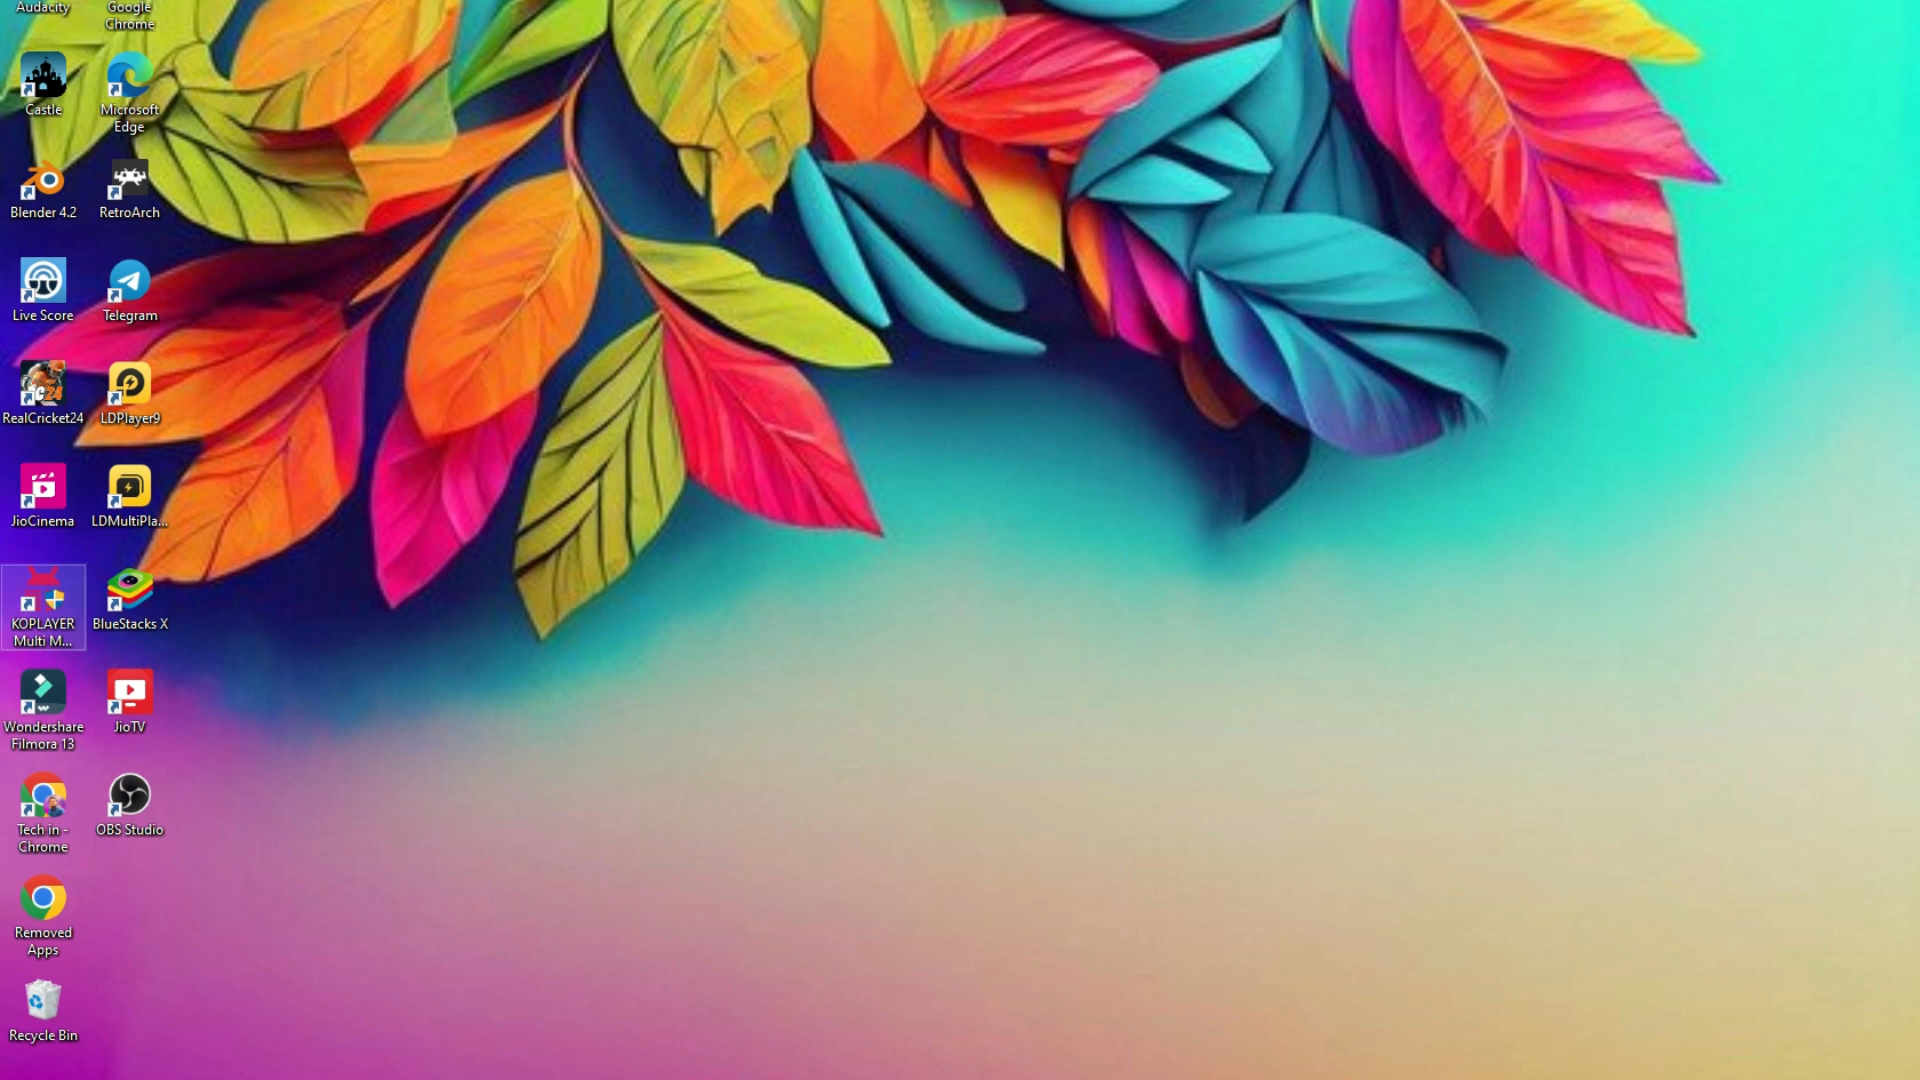 Audacity
Google
Chrome
Castle
Microsoft
Edge
Blender 4.2
RetroArch
Live Score
Telegram
RealCricket24
LDPlayer9
JioCinema
LDMultiPla...
KOPLAYER
Multi M...
BlueStacks X
Wondershare
Filmora 13
JioTV
Tech in -
Chrome
OBS Studio
Removed
Apps
Recycle Bin